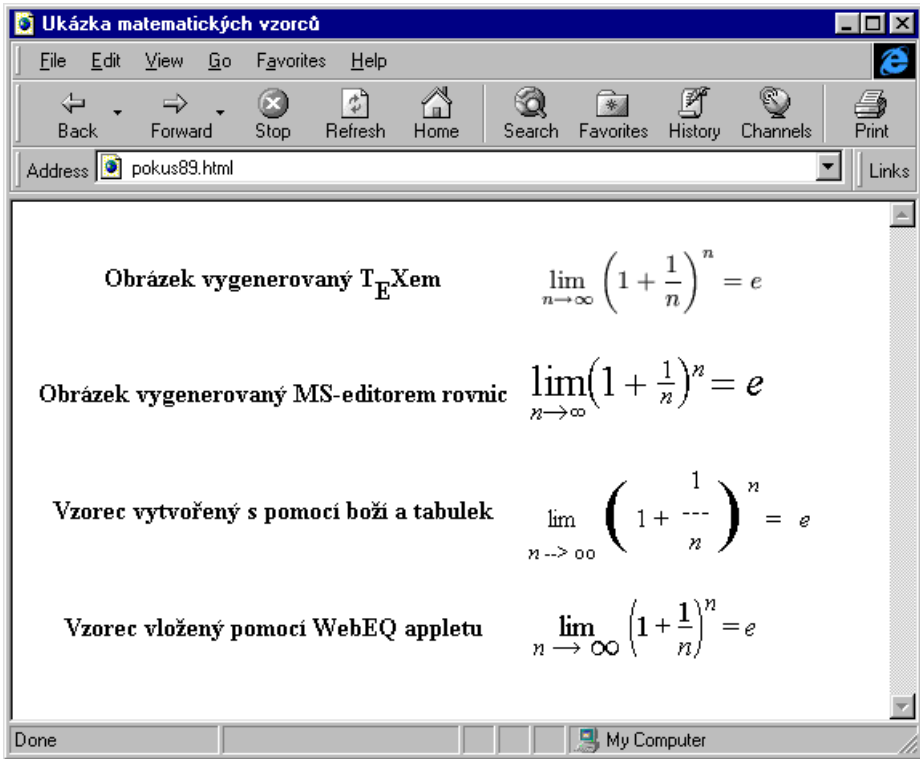 Ukázka matematických vzorců
File Edit View Go Favorites Help
Back Forward Stop Refresh Home Search Favorites History Channels Print
Address pokus89.html Links
Obrázek vygenerovaný TEXem lim n→∞ (1 + 1/n)^n = e
Obrázek vygenerovaný MS-editorem rovnic lim n→∞ (1 + 1/n)^n = e
Vzorec vytvořený s pomocí boží a tabulek lim n --> oo ( 1 + 1 --- n ) n = e
Vzorec vložený pomocí WebEQ appletu lim n → ∞ (1 + 1/n)^n = e
Done My Computer